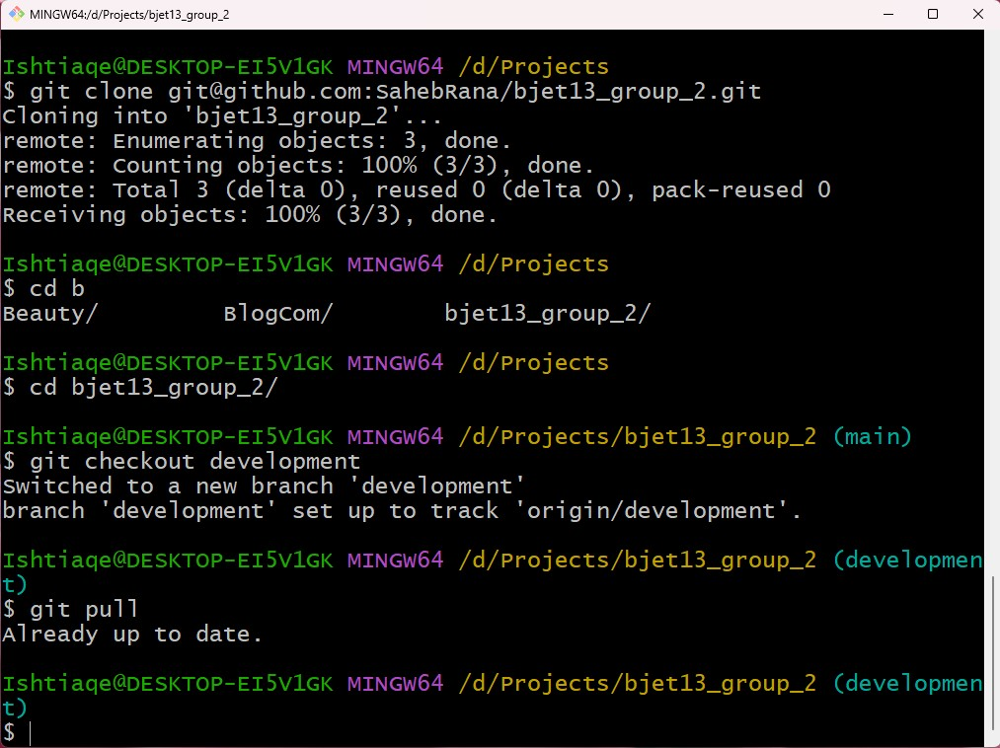 MINGW64:/d/Projects/bjet13_group_2
Ishtiaqe@DESKTOP-EI5V1GK MINGW64 /d/Projects
$ git clone git@github.com:SahebRana/bjet13_group_2.git
Cloning into 'bjet13_group_2'...
remote: Enumerating objects: 3, done.
remote: Counting objects: 100% (3/3), done.
remote: Total 3 (delta 0), reused 0 (delta 0), pack-reused 0
Receiving objects: 100% (3/3), done.
Ishtiaqe@DESKTOP-EI5V1GK MINGW64 /d/Projects
$ cd b
Beauty/         BlogCom/        bjet13_group_2/
Ishtiaqe@DESKTOP-EI5V1GK MINGW64 /d/Projects
$ cd bjet13_group_2/
Ishtiaqe@DESKTOP-EI5V1GK MINGW64 /d/Projects/bjet13_group_2 (main)
$ git checkout development
Switched to a new branch 'development'
branch 'development' set up to track 'origin/development'.
Ishtiaqe@DESKTOP-EI5V1GK MINGW64 /d/Projects/bjet13_group_2 (developmen
t)
$ git pull
Already up to date.
Ishtiaqe@DESKTOP-EI5V1GK MINGW64 /d/Projects/bjet13_group_2 (developmen
t)
$